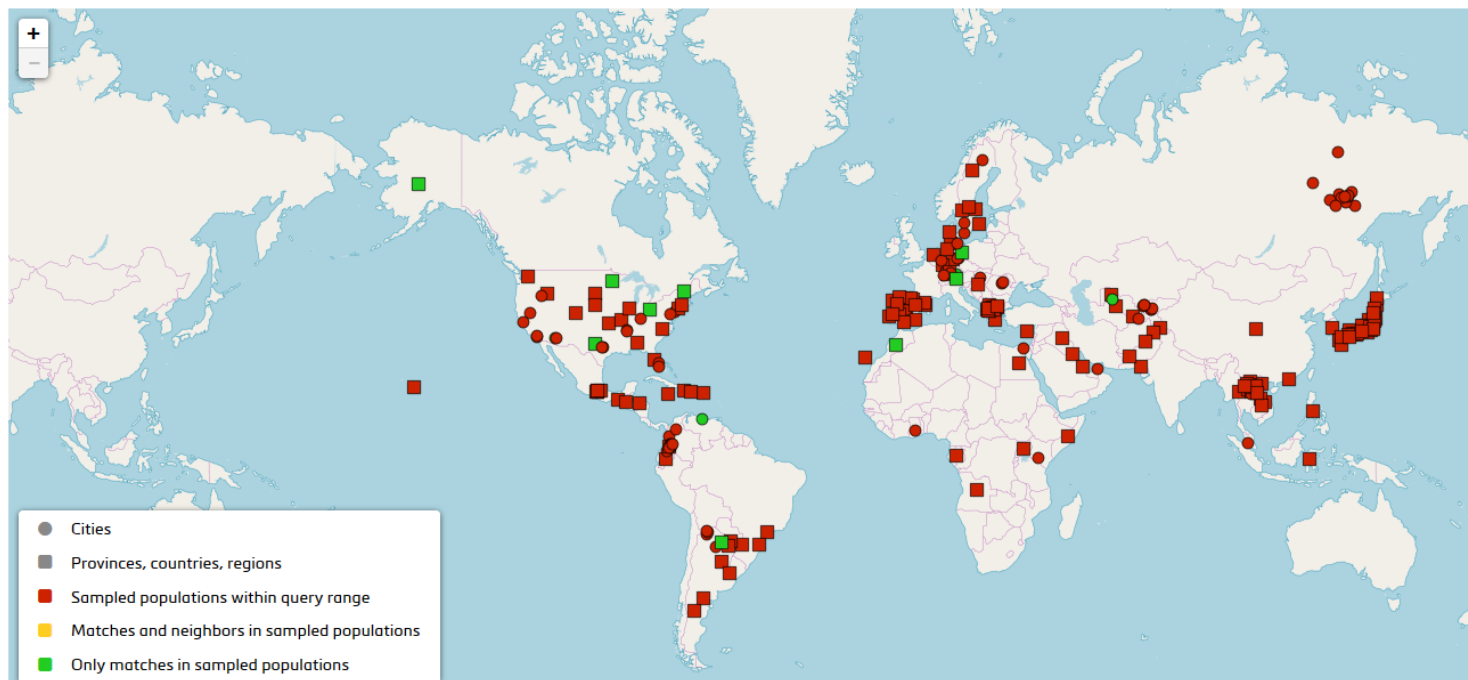 +
−
Cities
Provinces, countries, regions
Sampled populations within query range
Matches and neighbors in sampled populations
Only matches in sampled populations